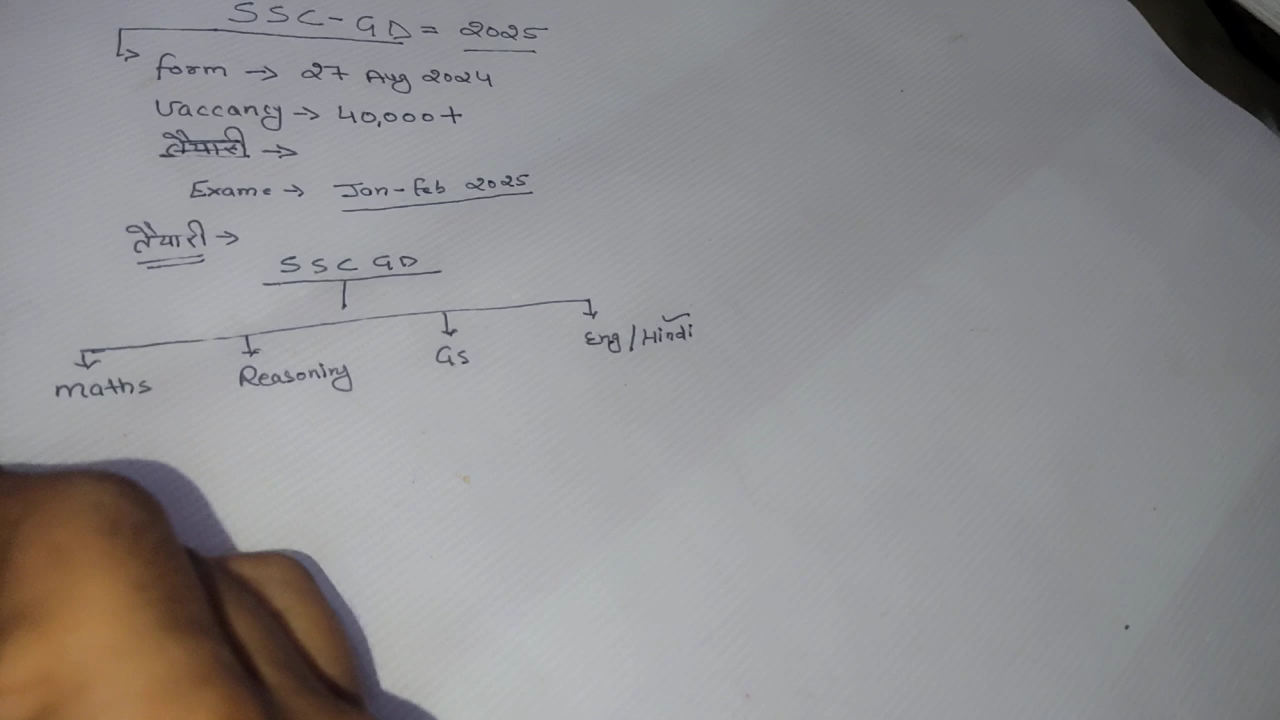 SSC-GD = 2025
form → 27 Aug 2024
Vaccancy → 40,000+
तैयारी →
Exame → Jan-Feb 2025
तैयारी →
SSC GD
maths Reasoning GS Eng/Hindi